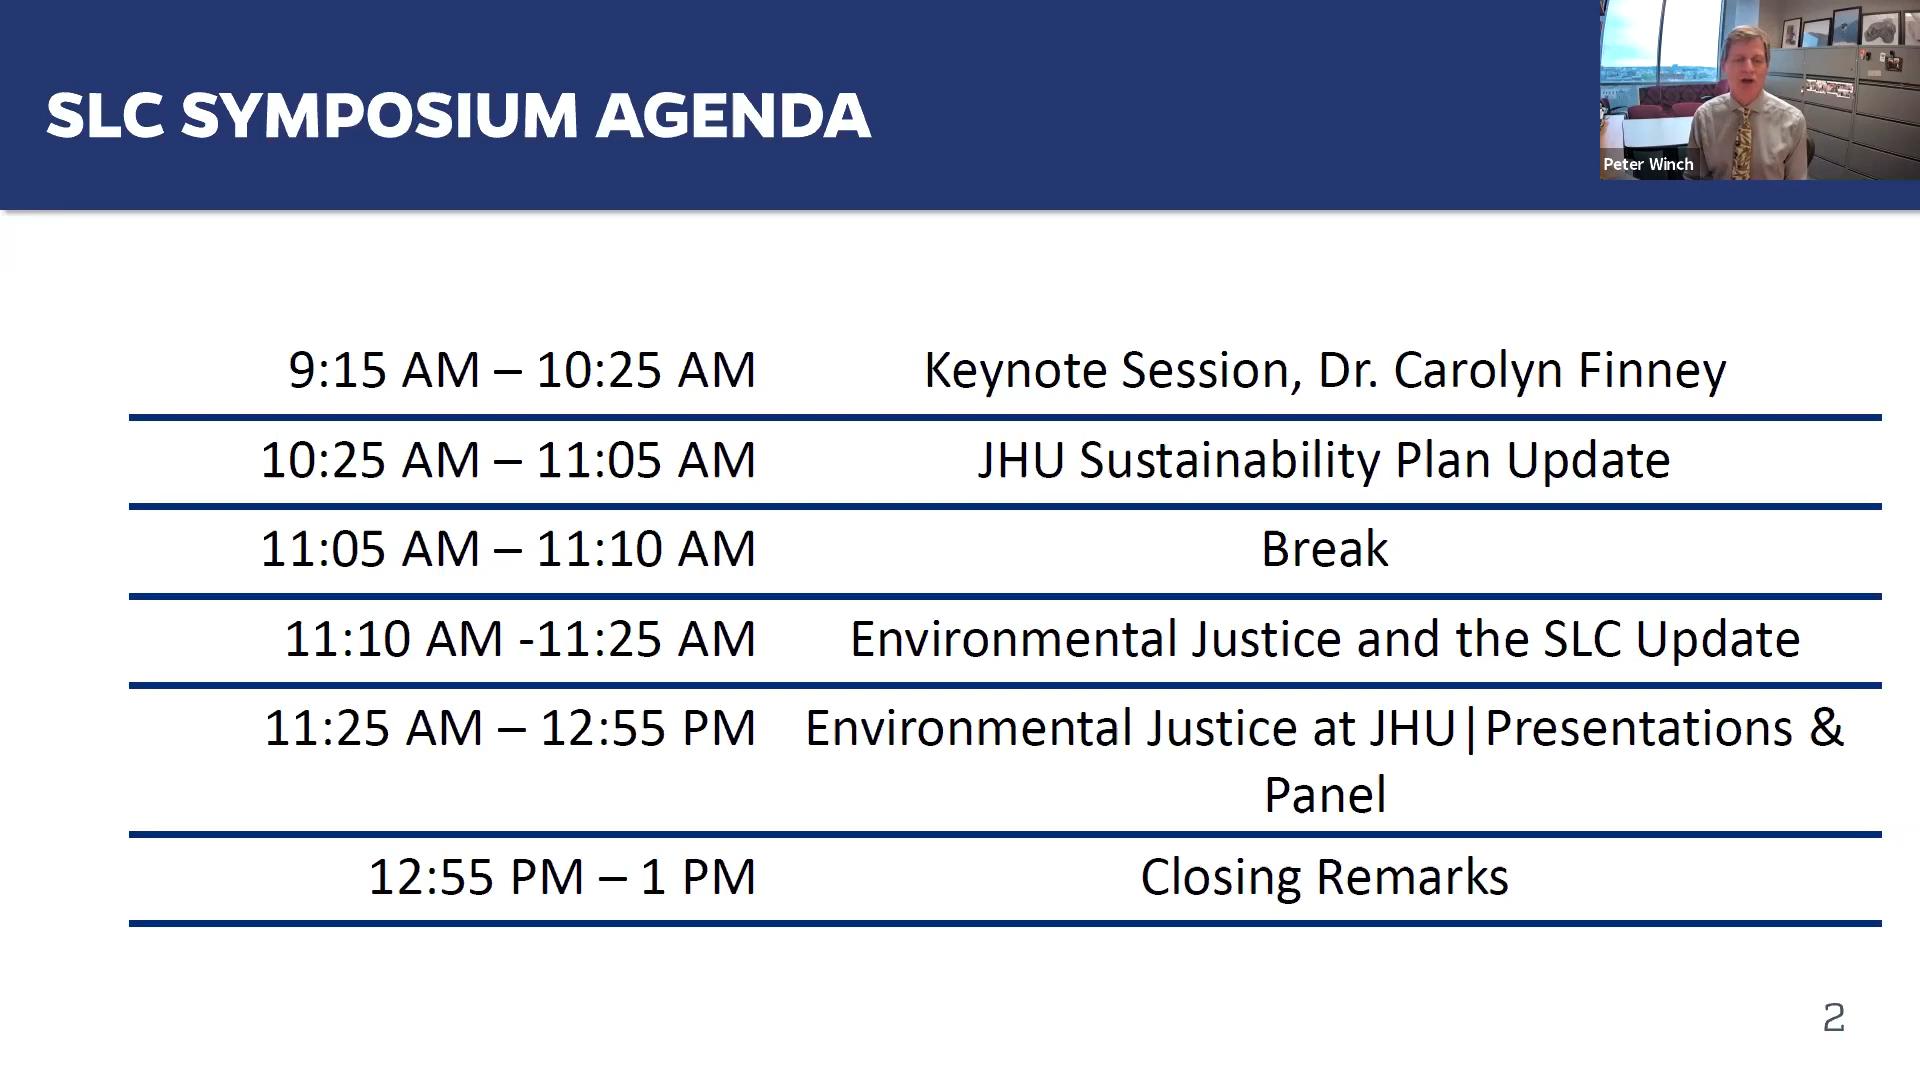 SLC SYMPOSIUM AGENDA
Peter Winch
9:15 AM – 10:25 AM Keynote Session, Dr. Carolyn Finney
10:25 AM – 11:05 AM JHU Sustainability Plan Update
11:05 AM – 11:10 AM Break
11:10 AM -11:25 AM Environmental Justice and the SLC Update
11:25 AM – 12:55 PM Environmental Justice at JHU|Presentations &
Panel
12:55 PM – 1 PM Closing Remarks
2